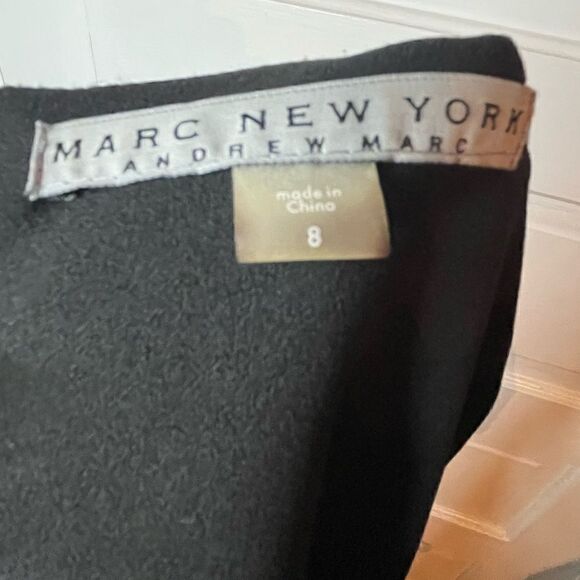 MARC NEW YORK
ANDREW MARC
made in
China
8